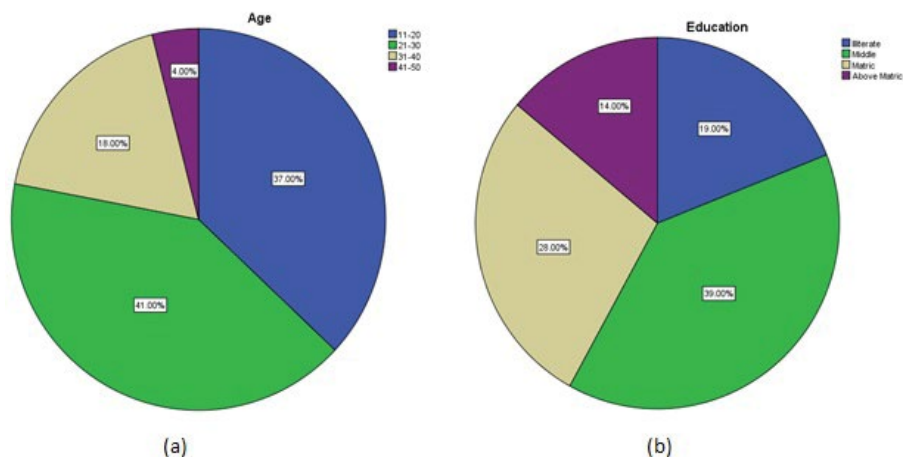 Age
11-20
21-30
31-40
41-50
4.00%
18.00%
37.00%
41.00%
(a)
Education
Illiterate
Middle
Matric
Above Matric
14.00%
19.00%
28.00%
39.00%
(b)